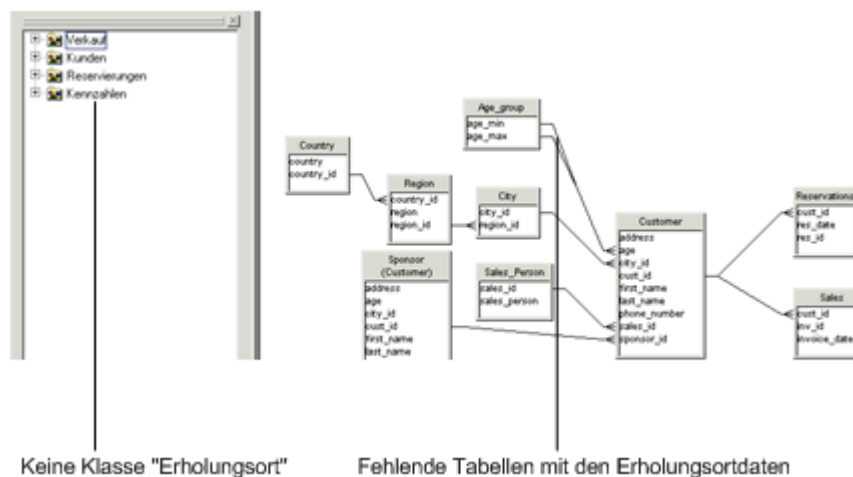 Verkauf
Kunden
Reservierungen
Kennzahlen
Age_group
age_min
age_max
Country
country
country_id
Region
country_id
region
region_id
City
city_id
region_id
Customer
address
age
city_id
cust_id
first_name
last_name
phone_number
sales_id
sponsor_id
Reservations
cust_id
res_date
res_id
Sponsor
(Customer)
address
age
city_id
cust_id
first_name
last_name
Sales_Person
sales_id
sales_person
Sales
cust_id
inv_id
invoice_date
Keine Klasse "Erholungsort"
Fehlende Tabellen mit den Erholungsortdaten